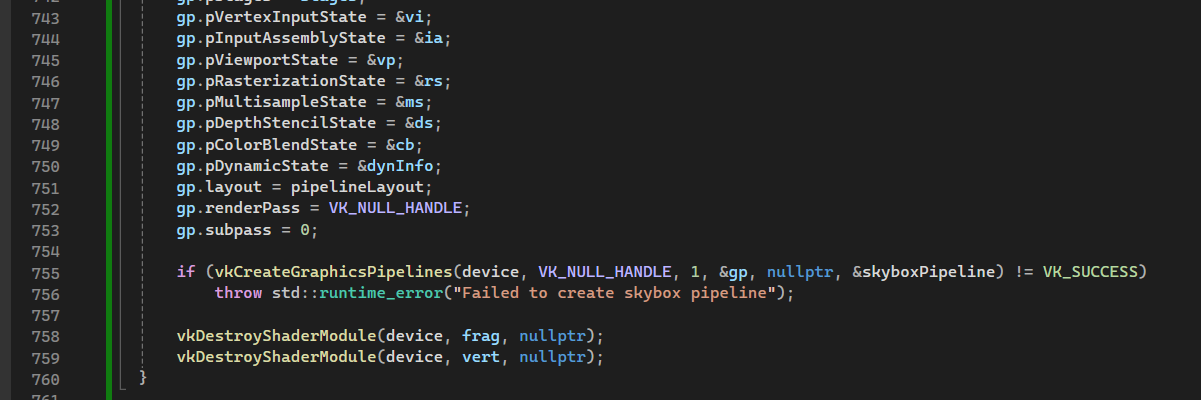 743 gp.pVertexInputState = &vi;
744 gp.pInputAssemblyState = &ia;
745 gp.pViewportState = &vp;
746 gp.pRasterizationState = &rs;
747 gp.pMultisampleState = &ms;
748 gp.pDepthStencilState = &ds;
749 gp.pColorBlendState = &cb;
750 gp.pDynamicState = &dynInfo;
751 gp.layout = pipelineLayout;
752 gp.renderPass = VK_NULL_HANDLE;
753 gp.subpass = 0;
754
755 if (vkCreateGraphicsPipelines(device, VK_NULL_HANDLE, 1, &gp, nullptr, &skyboxPipeline) != VK_SUCCESS)
756 throw std::runtime_error("Failed to create skybox pipeline");
757
758 vkDestroyShaderModule(device, frag, nullptr);
759 vkDestroyShaderModule(device, vert, nullptr);
760 }